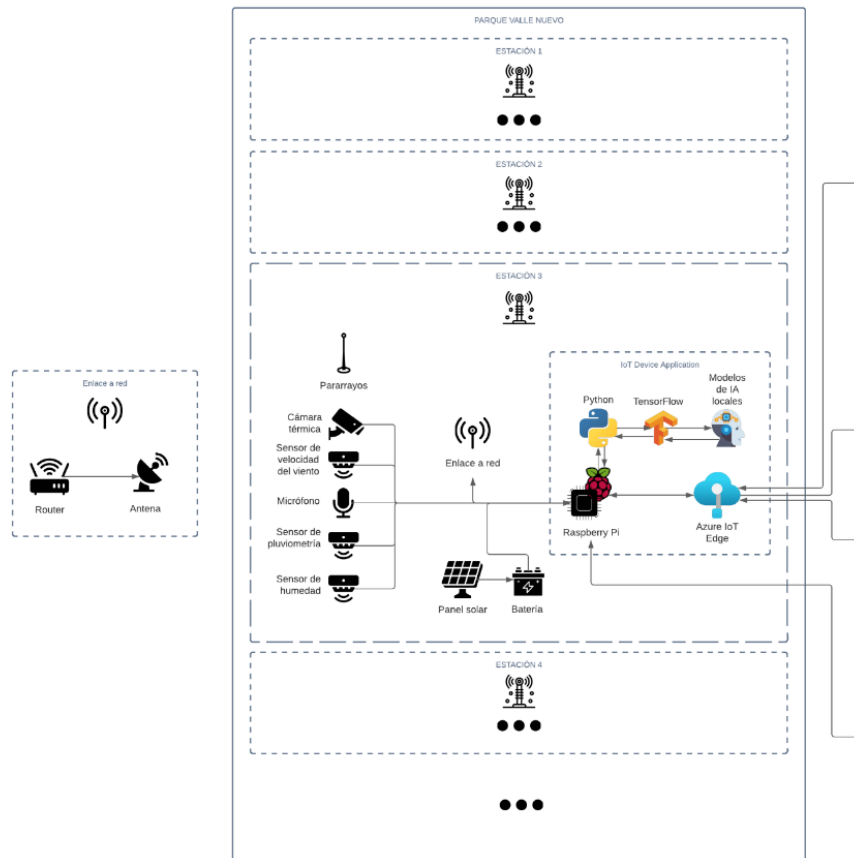 PARQUE VALLE NUEVO
ESTACIÓN 1
ESTACIÓN 2
ESTACIÓN 3
Pararrayos
Cámara
térmica
Sensor de
velocidad
del viento
Micrófono
Sensor de
pluviometría
Sensor de
humedad
Enlace a red
Panel solar
Batería
IoT Device Application
Python
TensorFlow
Modelos
de IA
locales
Raspberry Pi
Azure IoT
Edge
Enlace a red
Router
Antena
ESTACIÓN 4